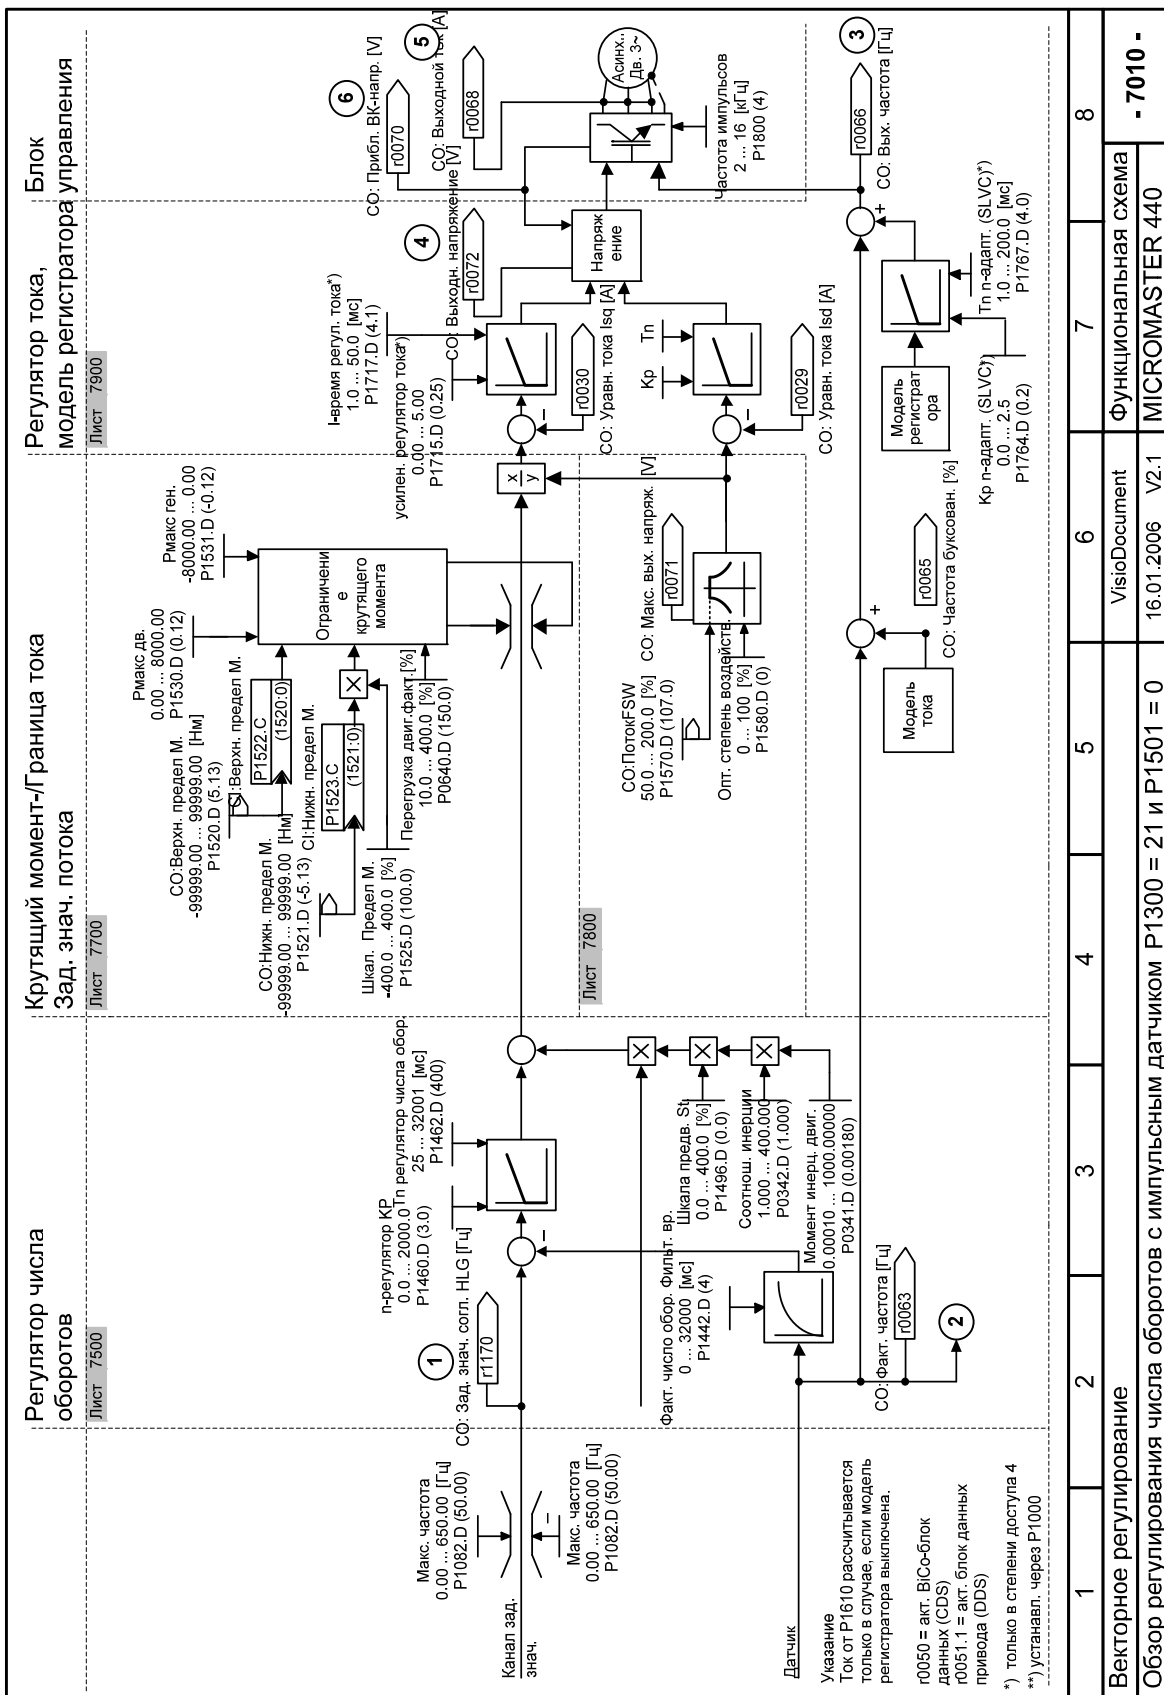 Регулятор числа
оборотов
Крутящий момент-/Граница тока
Зад. знач. потока
Регулятор тока,
модель регистратора управления
Блок
Лист 7500
Лист 7700
Лист 7900
Рмакс дв.
0.00 ... 8000.00
P1530.D (0.12)
Рмакс ген.
-8000.00 ... 0.00
P1531.D (-0.12)
CO:Верхн. предел М.
-99999.00 ... 99999.00 [Нм]
P1520.D (5.13)
CI:Верхн. предел М.
P1522.C
(1520:0)
CO:Нижн. предел М.
-99999.00 ... 99999.00 [Нм]
P1521.D (-5.13)
CI:Нижн. предел М.
P1523.C
(1521:0)
Шкал. Предел М.
-400.0 ... 400.0 [%]
P1525.D (100.0)
Перегрузка двиг.факт.[%]
10.0 ... 400.0 [%]
P0640.D (150.0)
Ограничени
е
крутящего
момента
I-время регул. тока*)
1.0 ... 50.0 [мс]
P1717.D (4.1)
усилен. регулятор тока*)
0.00 ... 5.00
P1715.D (0.25)
6
CO: Прибл. ВК-напр. [V]
r0070
5
CO: Выходной ток [A]
r0068
4
CO: Выходн. напряжение [V]
r0072
n-регулятор КР
0.0 ... 2000.0
P1460.D (3.0)
Tn регулятор числа обор.
25 ... 32001 [мс]
P1462.D (400)
1
CO: Зад. знач. согл. HLG [Гц]
r1170
Макс. частота
0.00 ... 650.00 [Гц]
P1082.D (50.00)
Канал зад.
знач.
Макс. частота
0.00 ... 650.00 [Гц]
P1082.D (50.00)
x
y
r0030
CO: Уравн. тока Isq [A]
Напряж
ение
Асинх..
Дв. 3~
Частота импульсов
2 ... 16 [кГц]
P1800 (4)
Лист 7800
CO:ПотокFSW
50.0 ... 200.0 [%]
P1570.D (107.0)
CO: Макс. вых. напряж. [V]
r0071
Опт. степень воздейств.
0 ... 100 [%]
P1580.D (0)
Kp
Tn
r0029
CO: Уравн. тока Isd [A]
Факт. число обор. Фильт. вр.
0 ... 32000 [мс]
P1442.D (4)
Шкала предв. St.
0.0 ... 400.0 [%]
P1496.D (0.0)
Соотнош. инерции
1.000 ... 400.000
P0342.D (1.000)
Момент инерц. двиг.
0.00010 ... 1000.00000
P0341.D (0.00180)
Датчик
CO: Факт. частота [Гц]
r0063
2
3
r0066
CO: Вых. частота [Гц]
Модель
тока
r0065
CO: Частота буксован. [%]
Модель
регистрат
ора
Kp n-адапт. (SLVC)*)
0.0 ... 2.5
P1764.D (0.2)
Tn n-адапт. (SLVC)*)
1.0 ... 200.0 [мс]
P1767.D (4.0)
Указание
Ток от P1610 рассчитывается
только в случае, если модель
регистратора выключена.
r0050 = акт. BiCo-блок
данных (CDS)
r0051.1 = акт. блок данных
привода (DDS)
*) только в степени доступа 4
**) устанавл. через P1000
1 2 3 4 5 6 7 8
Векторное регулирование
VisioDocument
Функциональная схема
- 7010 -
Обзор регулирования числа оборотов с импульсным датчиком P1300 = 21 и P1501 = 0
16.01.2006 V2.1
MICROMASTER 440